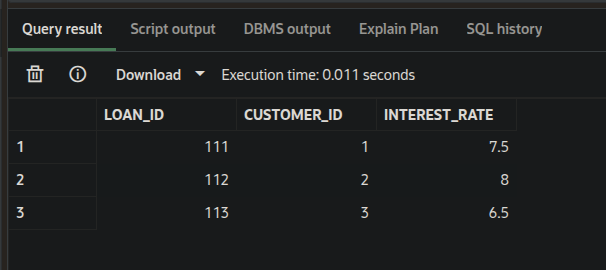 Query result Script output DBMS output Explain Plan SQL history
Download Execution time: 0.011 seconds
LOAN_ID CUSTOMER_ID INTEREST_RATE
1 111 1 7.5
2 112 2 8
3 113 3 6.5